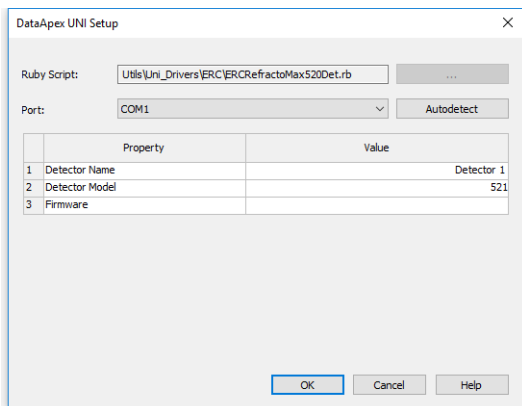 DataApex UNI Setup
Ruby Script: Utils\Uni_Drivers\ERC\ERCRefractoMax520Det.rb ...
Port: COM1 Autodetect
Property Value
1 Detector Name Detector 1
2 Detector Model 521
3 Firmware
OK Cancel Help